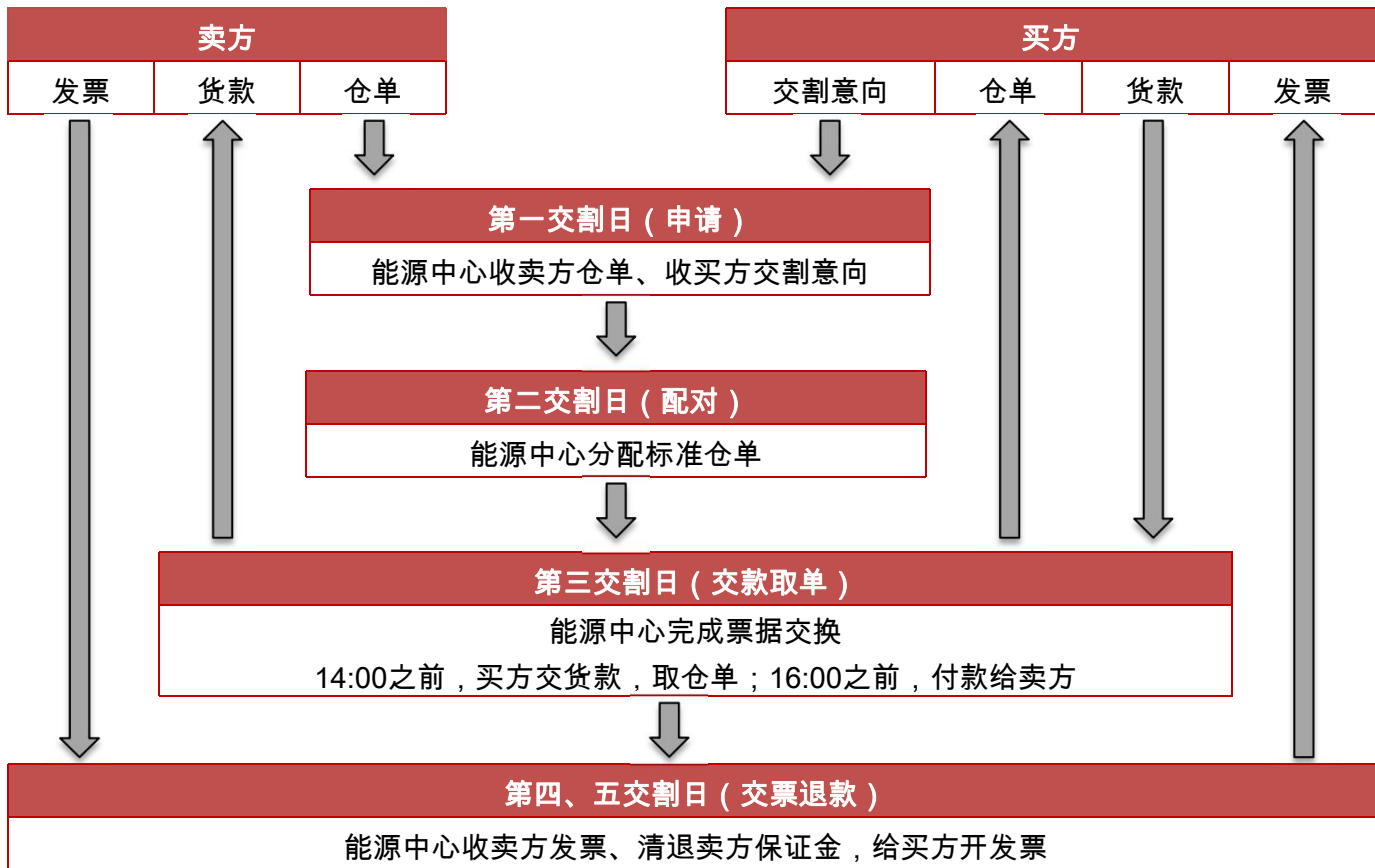 卖方
发票 货款 仓单
买方
交割意向 仓单 货款 发票
第一交割日（申请）
能源中心收卖方仓单、收买方交割意向
第二交割日（配对）
能源中心分配标准仓单
第三交割日（交款取单）
能源中心完成票据交换
14:00之前，买方交货款，取仓单；16:00之前，付款给卖方
第四、五交割日（交票退款）
能源中心收卖方发票、清退卖方保证金，给买方开发票